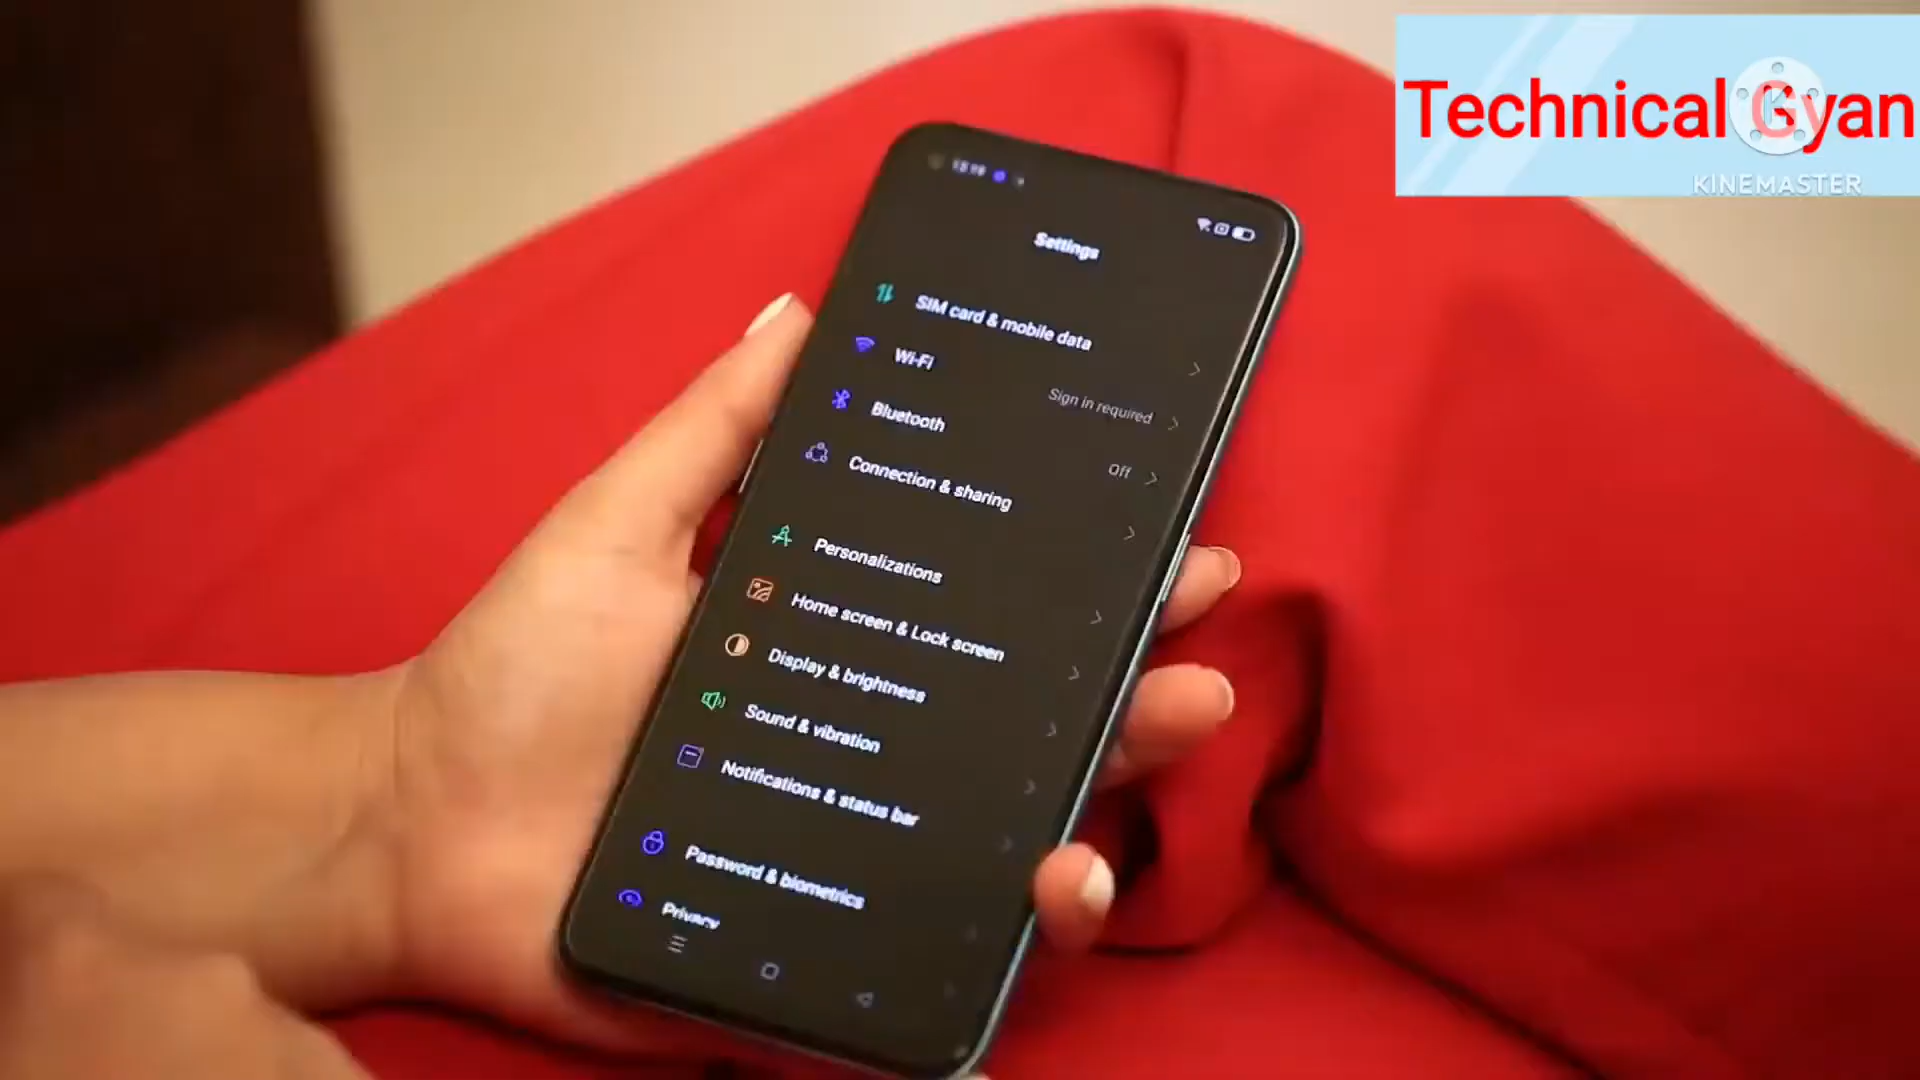 Technical Gyan
KINEMASTER
Settings
SIM card & mobile data
Wi-Fi
Sign in required
Bluetooth
Off
Connection & sharing
Personalizations
Home screen & Lock screen
Display & brightness
Sound & vibration
Notifications & status bar
Password & biometrics
Privacy